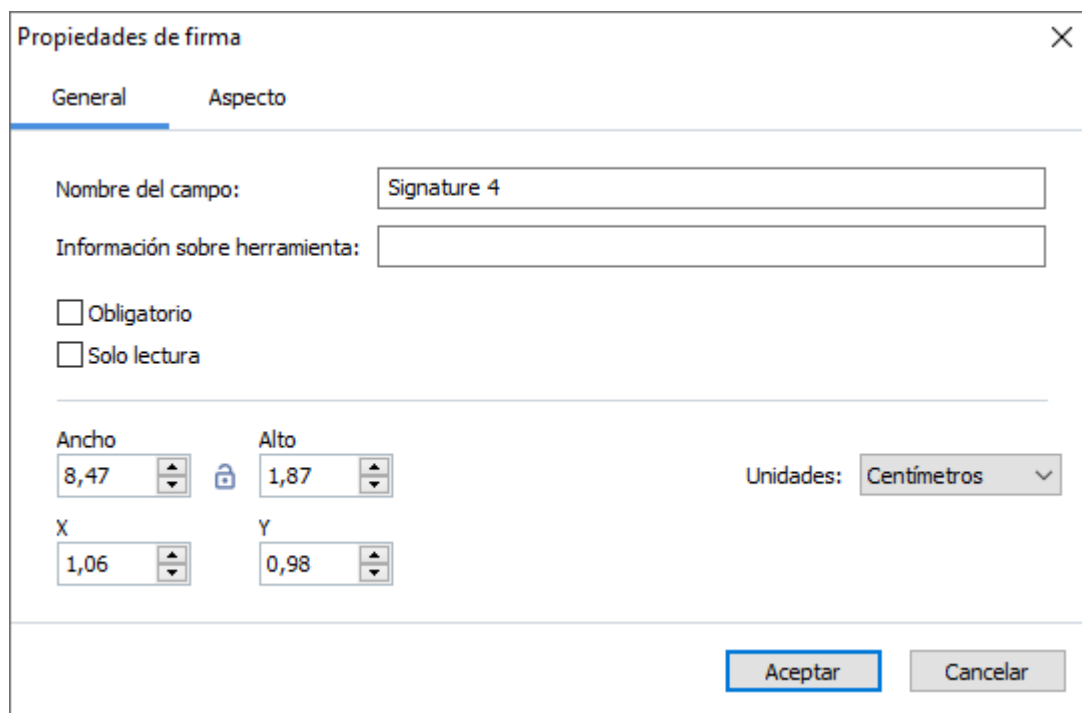 Propiedades de firma
General Aspecto
Nombre del campo: Signature 4
Información sobre herramienta:
Obligatorio
Solo lectura
Ancho Alto
8,47 1,87 Unidades: Centímetros
X Y
1,06 0,98
Aceptar Cancelar